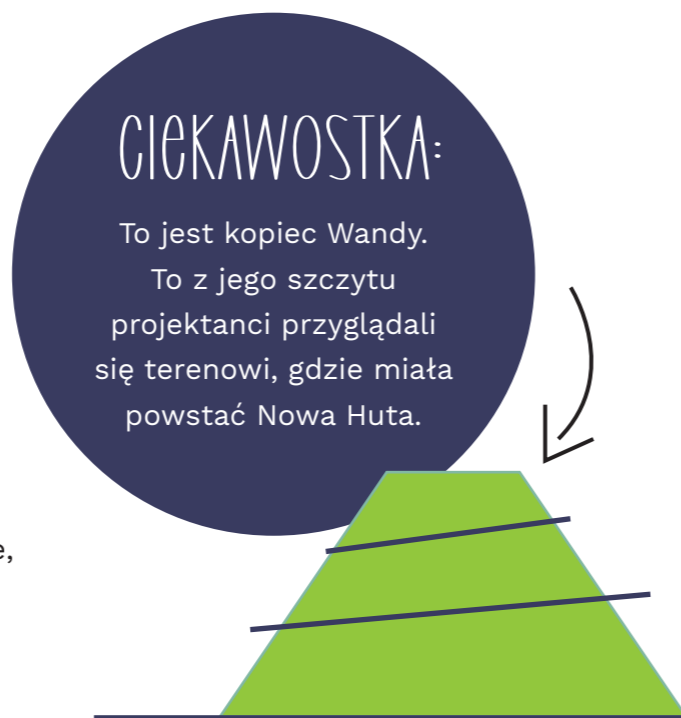 CIEKAWOSTKA:
To jest kopiec Wandy.
To z jego szczytu
projektanci przyglądali
się terenowi, gdzie miała
powstać Nowa Huta.
e,